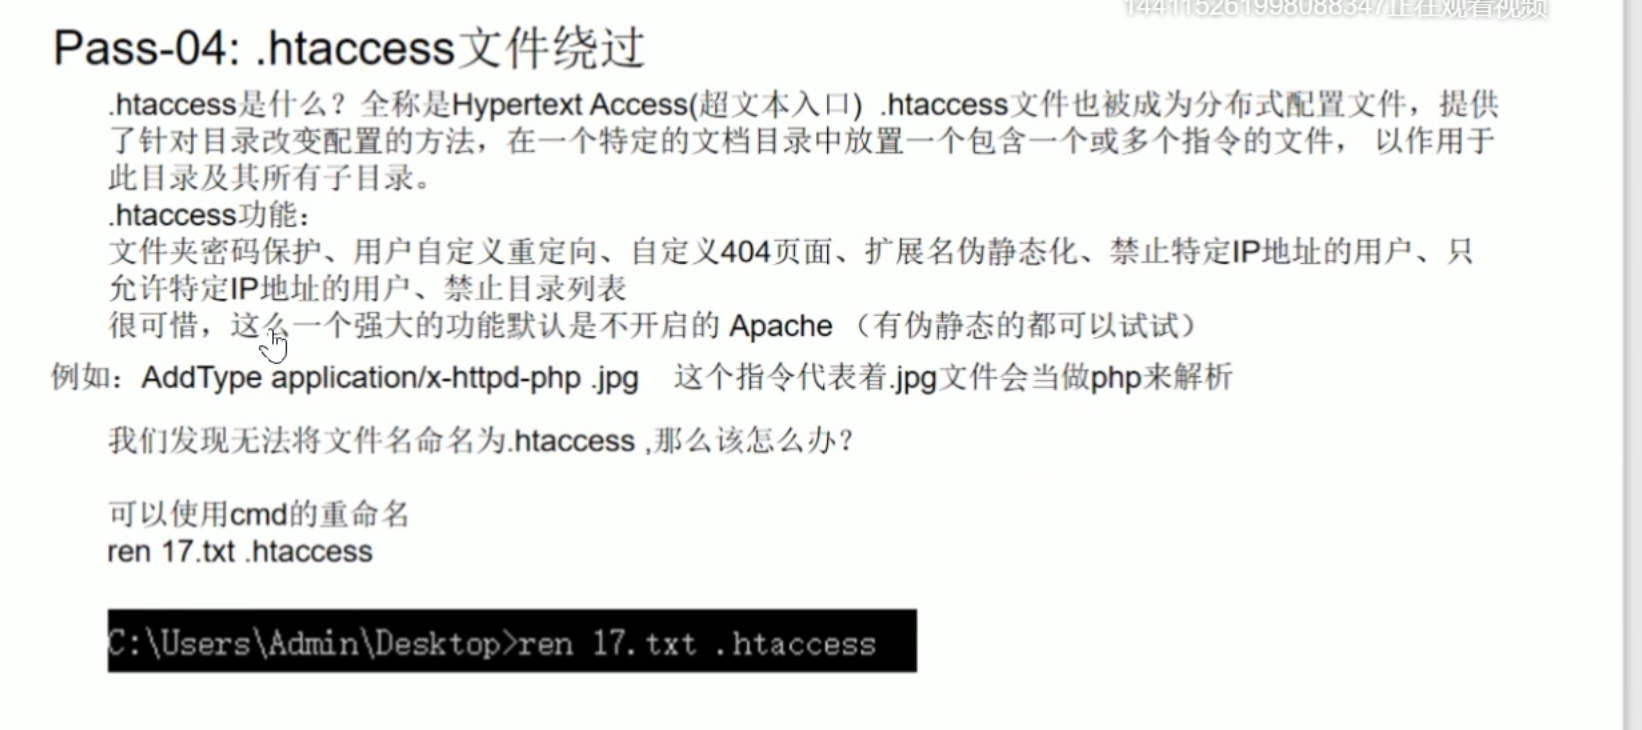 144115261998088347正在观看视频
Pass-04: .htaccess文件绕过
.htaccess是什么？全称是Hypertext Access(超文本入口）.htaccess文件也被成为分布式配置文件，提供
了针对目录改变配置的方法，在一个特定的文档目录中放置一个包含一个或多个指令的文件， 以作用于
此目录及其所有子目录。
.htaccess功能：
文件夹密码保护、用户自定义重定向、自定义404页面、扩展名伪静态化、禁止特定IP地址的用户、只
允许特定IP地址的用户、禁止目录列表
很可惜，这么一个强大的功能默认是不开启的 Apache （有伪静态的都可以试试）
例如：AddType application/x-httpd-php .jpg 这个指令代表着.jpg文件会当做php来解析
我们发现无法将文件名命名为.htaccess ,那么该怎么办？
可以使用cmd的重命名
ren 17.txt .htaccess
C:\Users\Admin\Desktop>ren 17.txt .htaccess